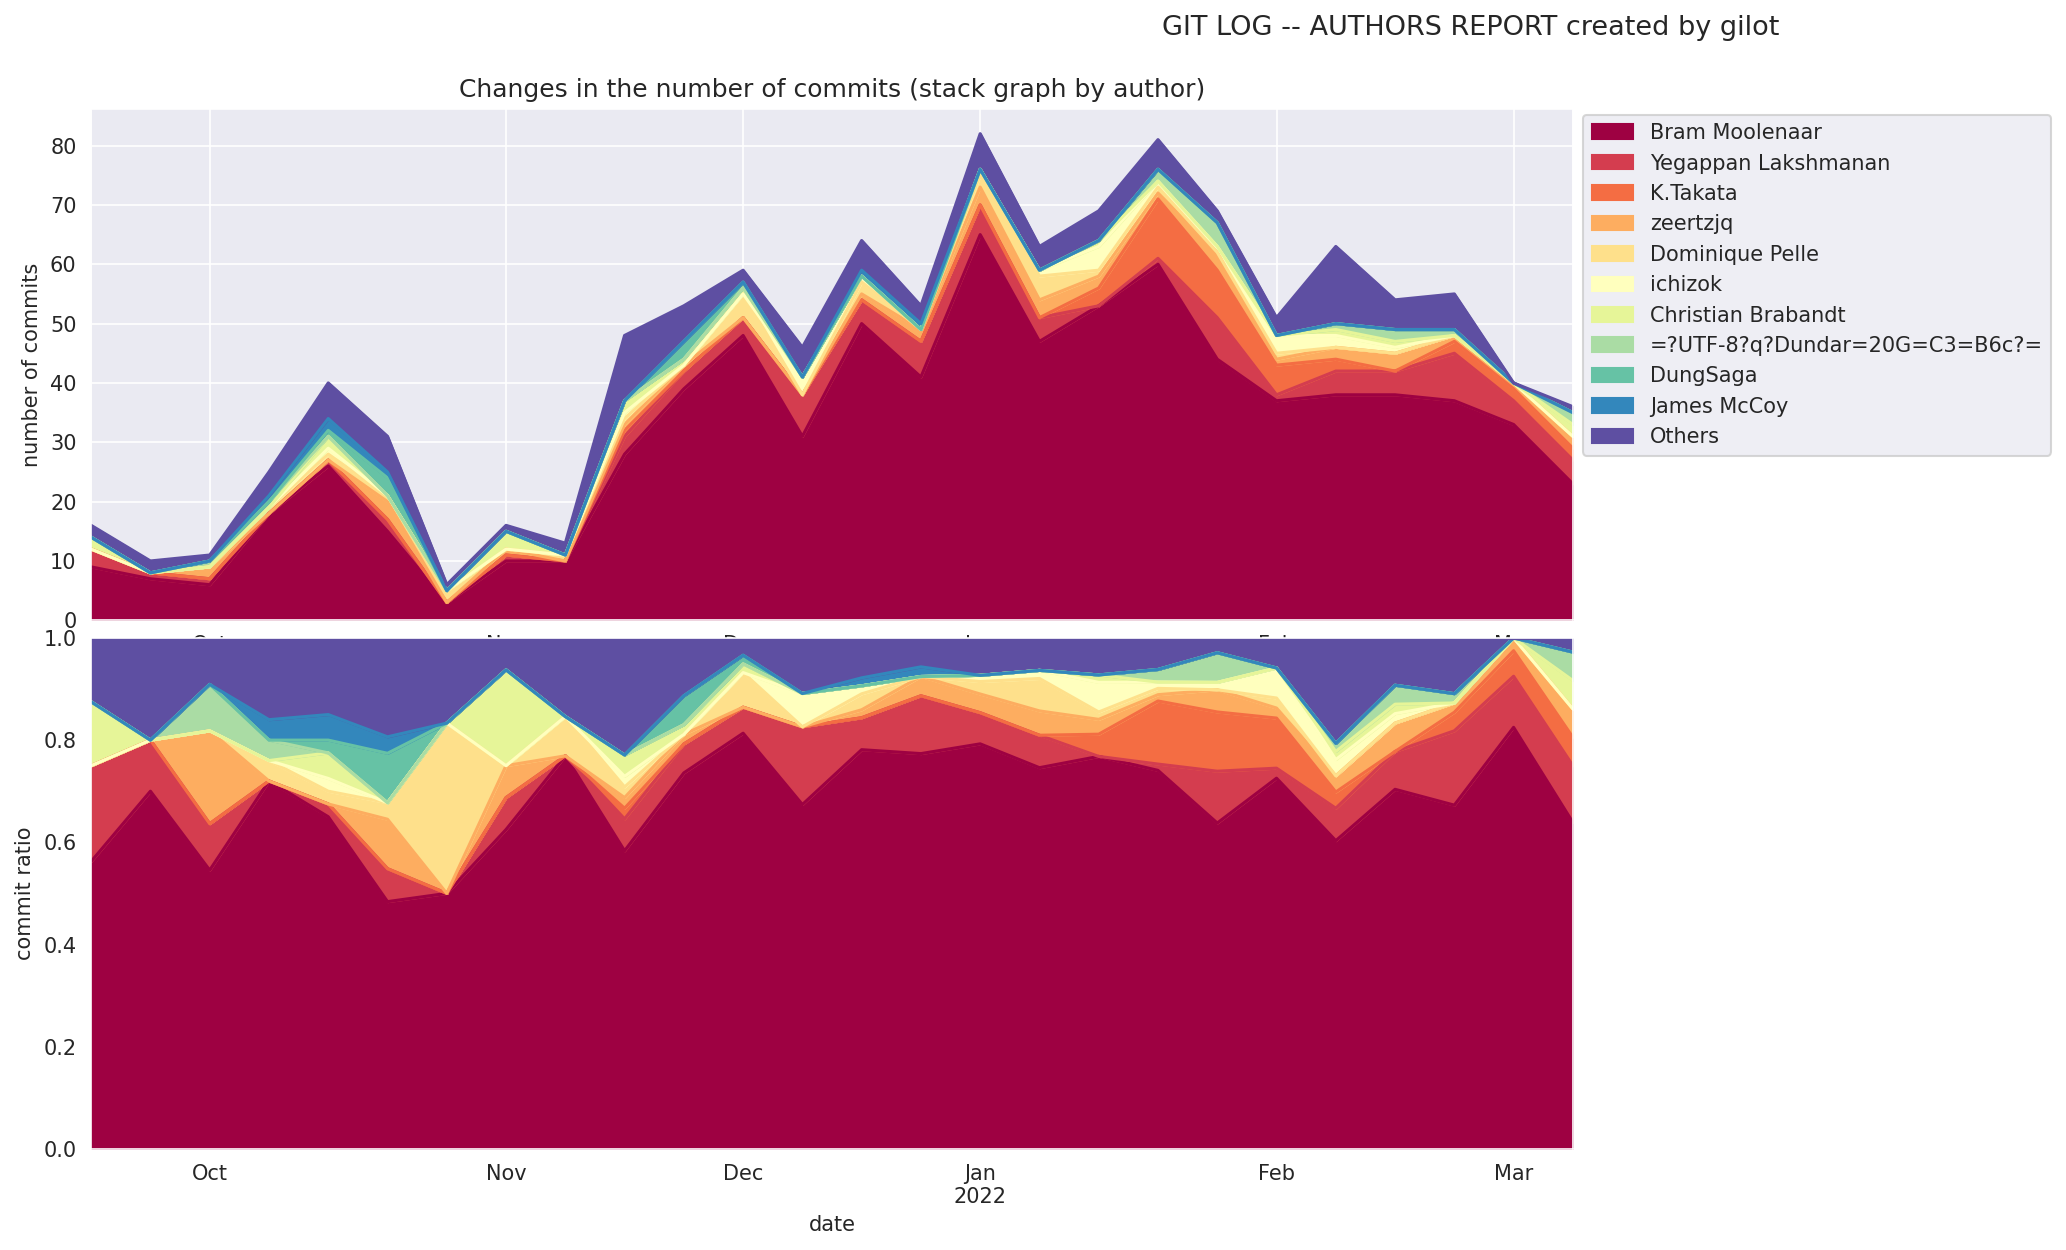 GIT LOG -- AUTHORS REPORT created by gilot
Changes in the number of commits (stack graph by author)
number of commits
80
70
60
50
40
30
20
10
0
Bram Moolenaar
Yegappan Lakshmanan
K.Takata
zeertzjq
Dominique Pelle
ichizok
Christian Brabandt
=?UTF-8?q?Dundar=20G=C3=B6c?=
DungSaga
James McCoy
Others
commit ratio
1.0
0.8
0.6
0.4
0.2
0.0
Oct Nov Dec Jan Feb Mar
2022
date